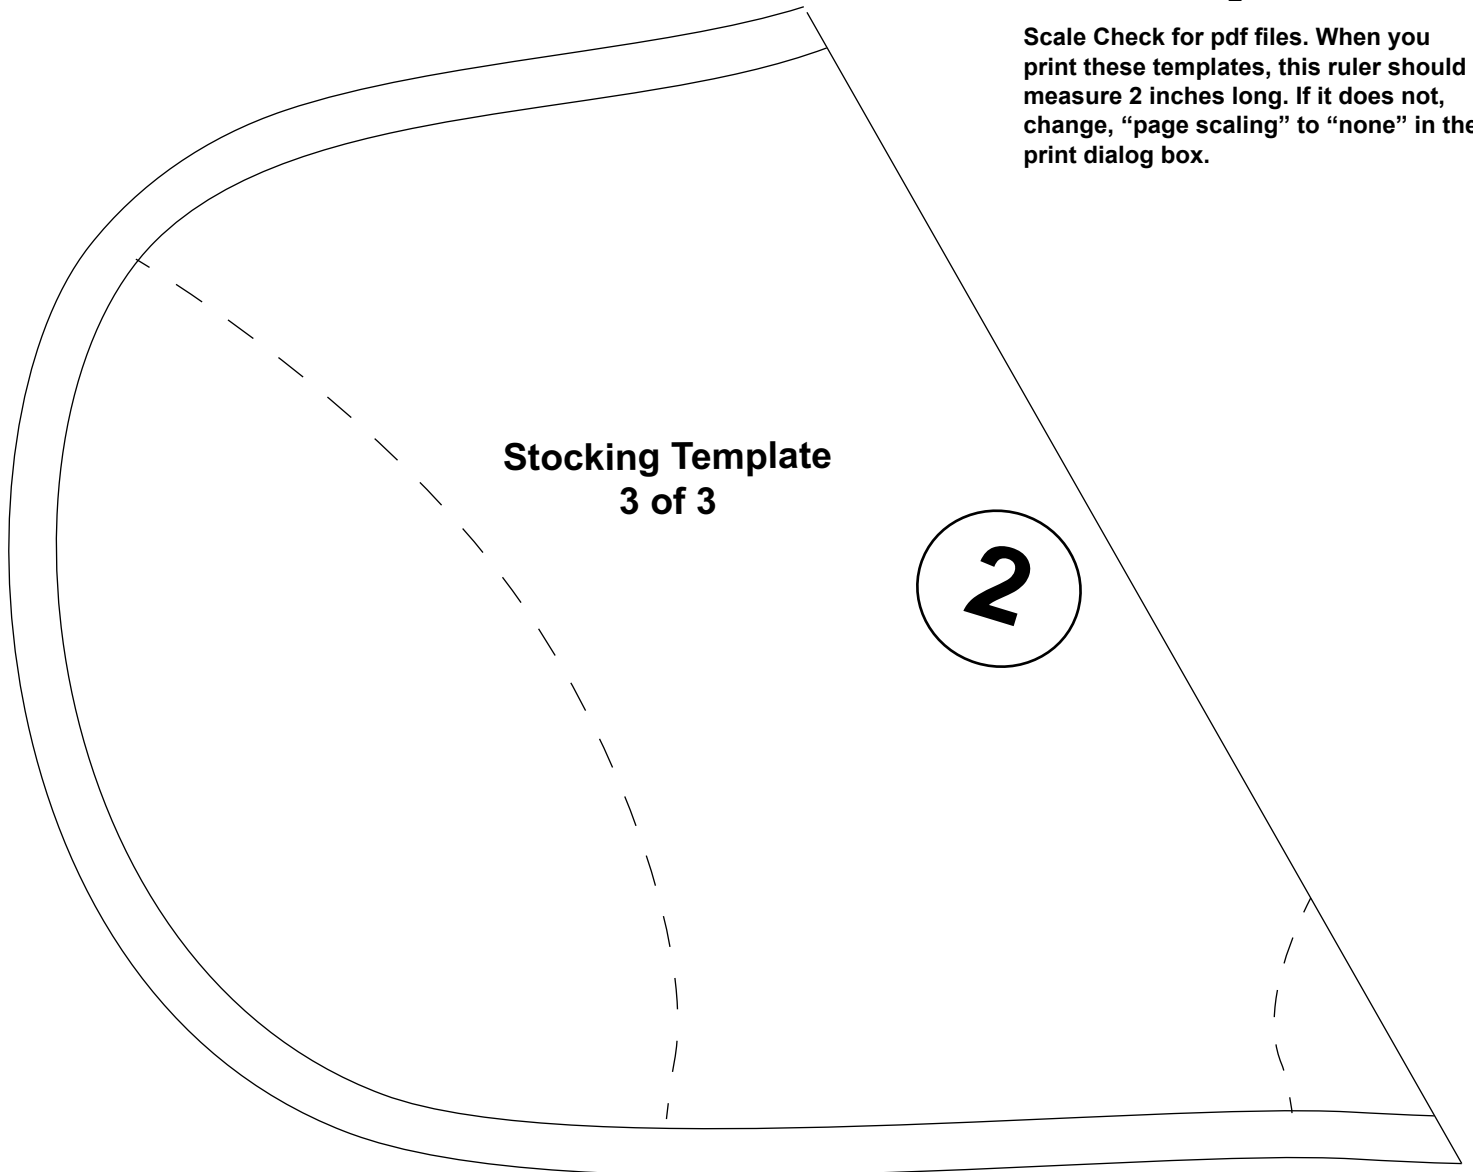 Scale Check for pdf files. When you
print these templates, this ruler should
measure 2 inches long. If it does not,
change, “page scaling” to “none” in the
print dialog box.
Stocking Template
3 of 3
2